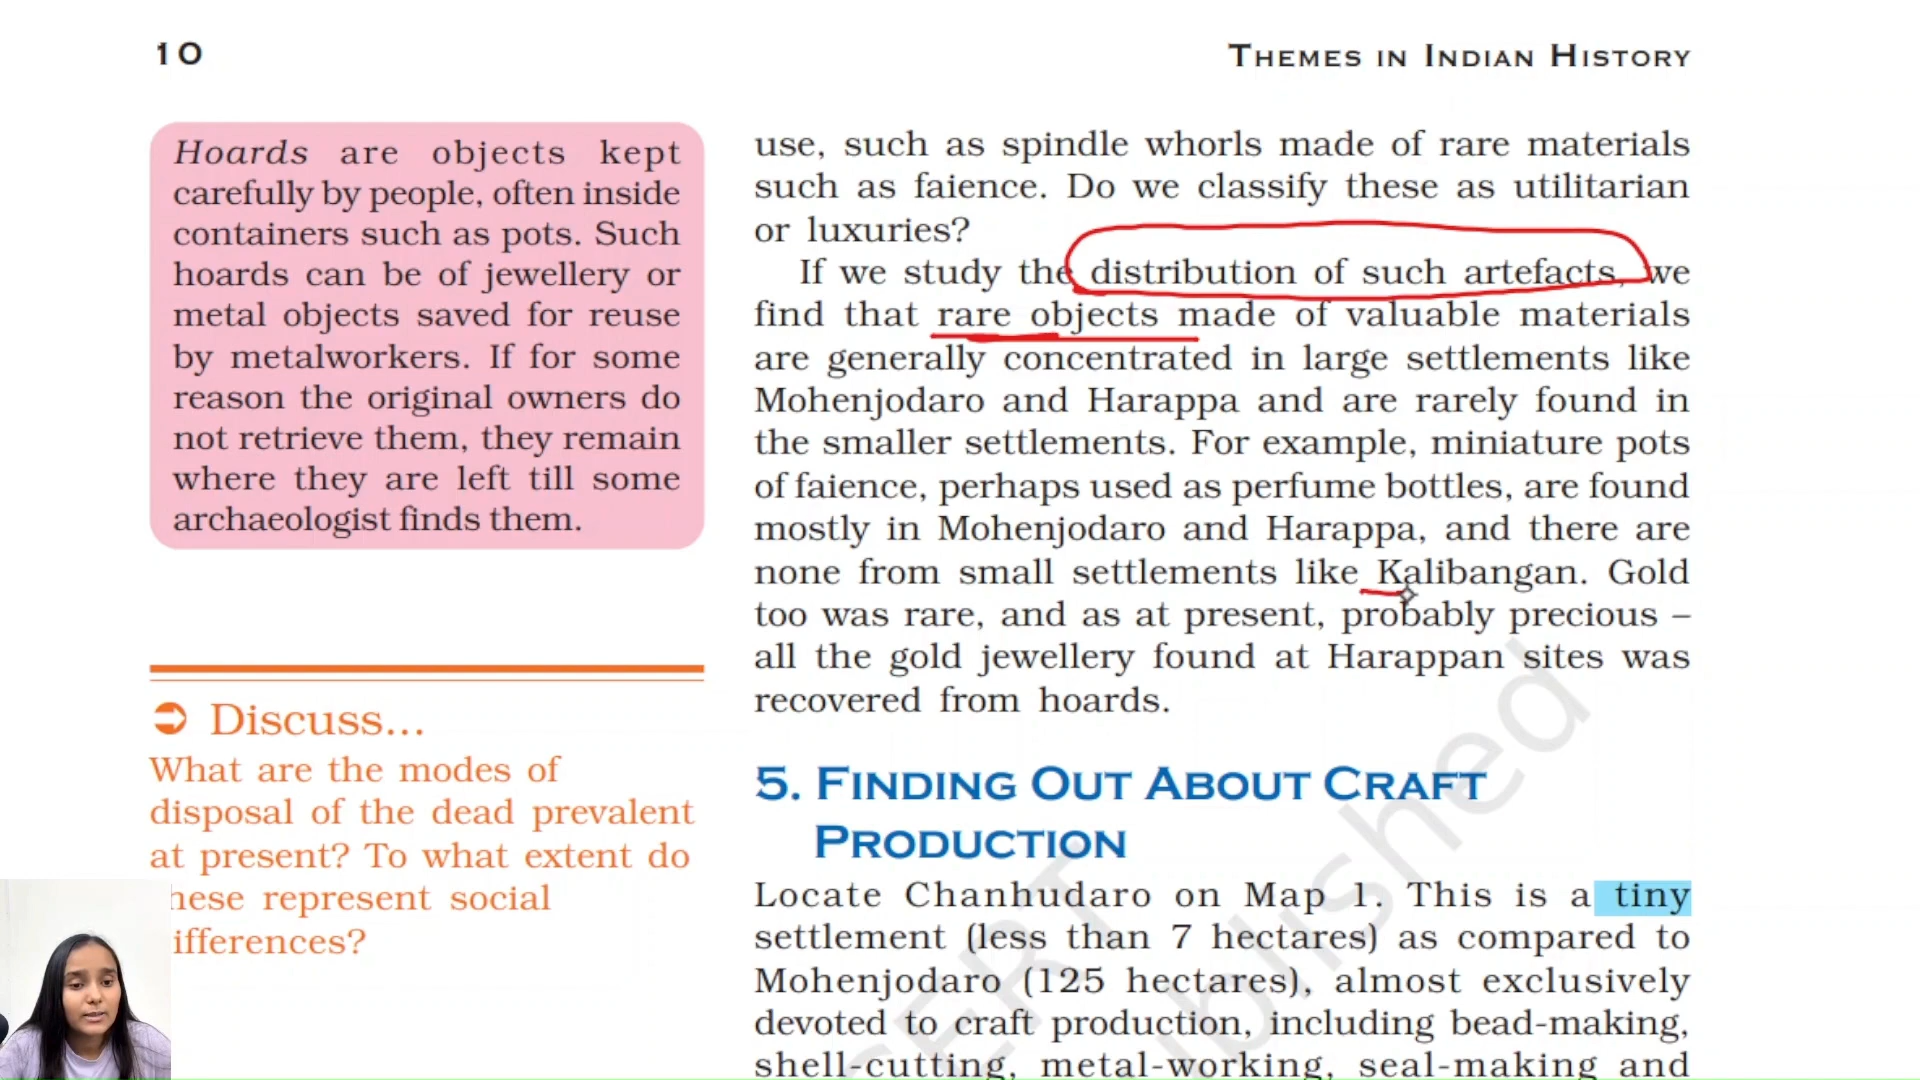 10
THEMES IN INDIAN HISTORY
Hoards are objects kept
carefully by people, often inside
containers such as pots. Such
hoards can be of jewellery or
metal objects saved for reuse
by metalworkers. If for some
reason the original owners do
not retrieve them, they remain
where they are left till some
archaeologist finds them.
Discuss...
What are the modes of
disposal of the dead prevalent
at present? To what extent do
hese represent social
ifferences?
use, such as spindle whorls made of rare materials
such as faience. Do we classify these as utilitarian
or luxuries?
If we study the distribution of such artefacts, we
find that rare objects made of valuable materials
are generally concentrated in large settlements like
Mohenjodaro and Harappa and are rarely found in
the smaller settlements. For example, miniature pots
of faience, perhaps used as perfume bottles, are found
mostly in Mohenjodaro and Harappa, and there are
none from small settlements like Kalibangan. Gold
too was rare, and as at present, probably precious –
all the gold jewellery found at Harappan sites was
recovered from hoards.
5. FINDING OUT ABOUT CRAFT
PRODUCTION
Locate Chanhudaro on Map 1. This is a tiny
settlement (less than 7 hectares) as compared to
Mohenjodaro (125 hectares), almost exclusively
devoted to craft production, including bead-making,
shell-cutting, metal-working, seal-making and